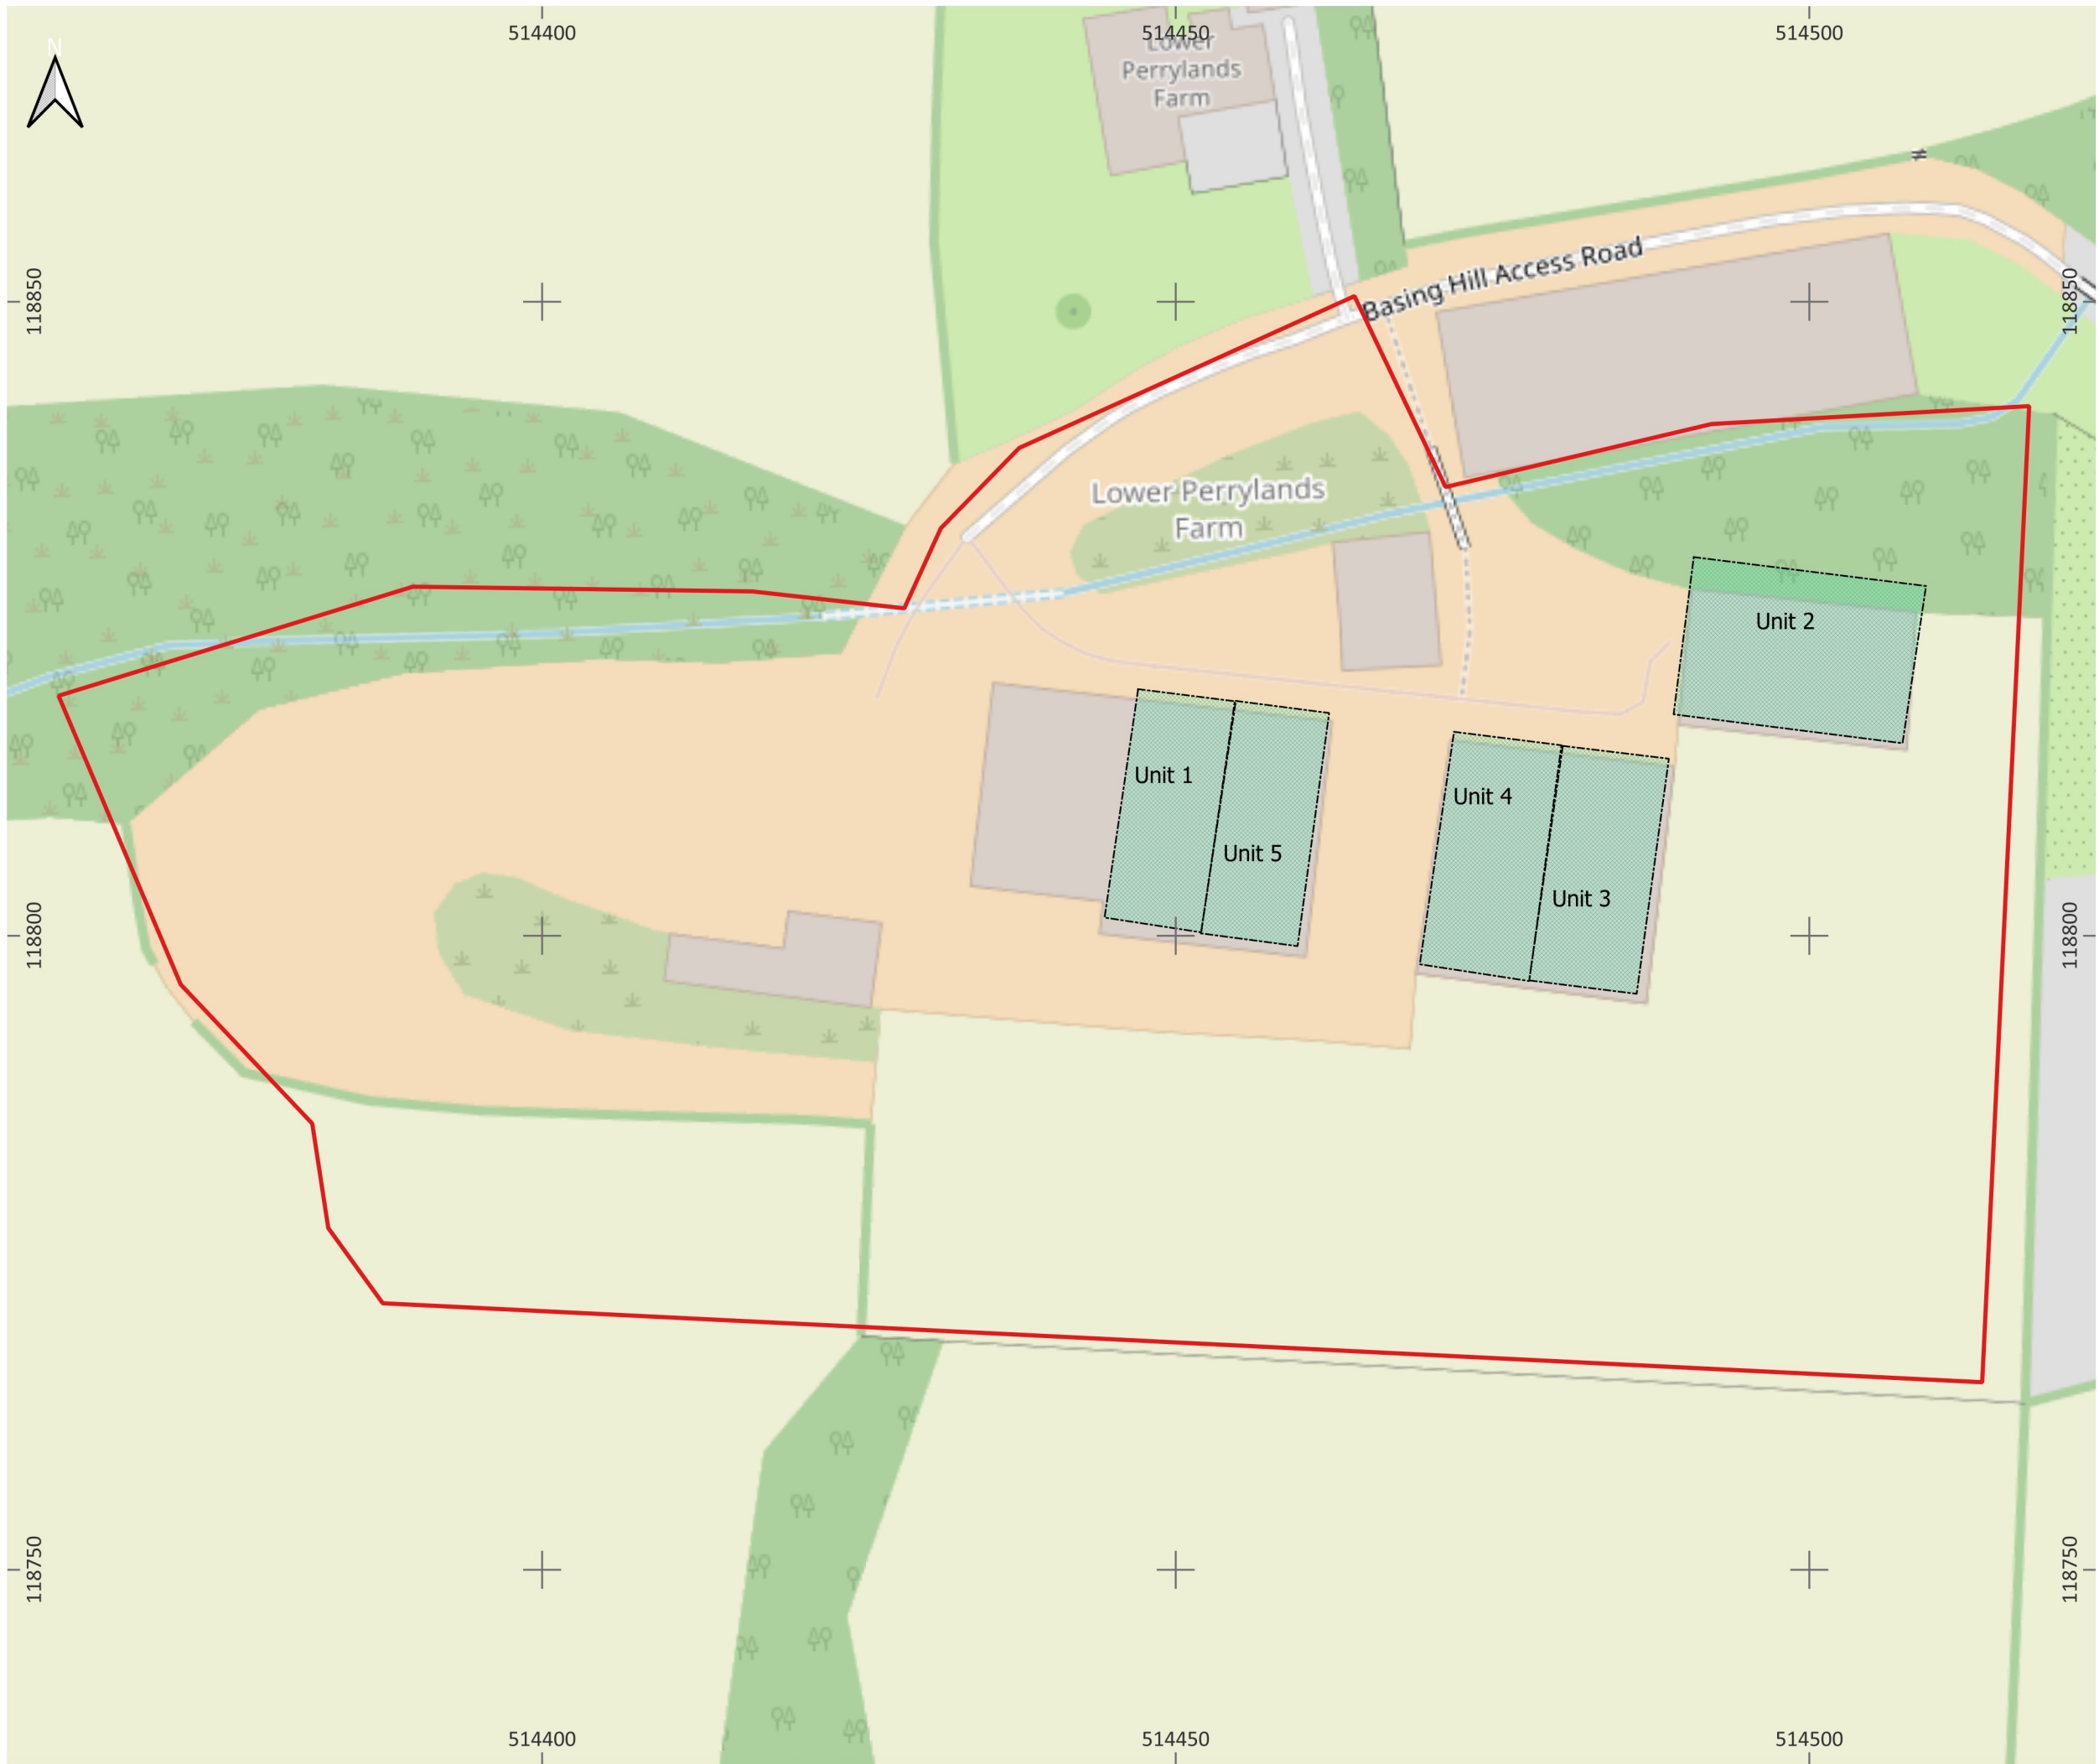 514400
514450
514500
N
Lower
Perrylands
Farm
Basing Hill Access Road
118850
118850
Lower Perrylands
Farm
Unit 2
Unit 1
Unit 4
Unit 5
Unit 3
118800
118800
118750
118750
514400
514450
514500